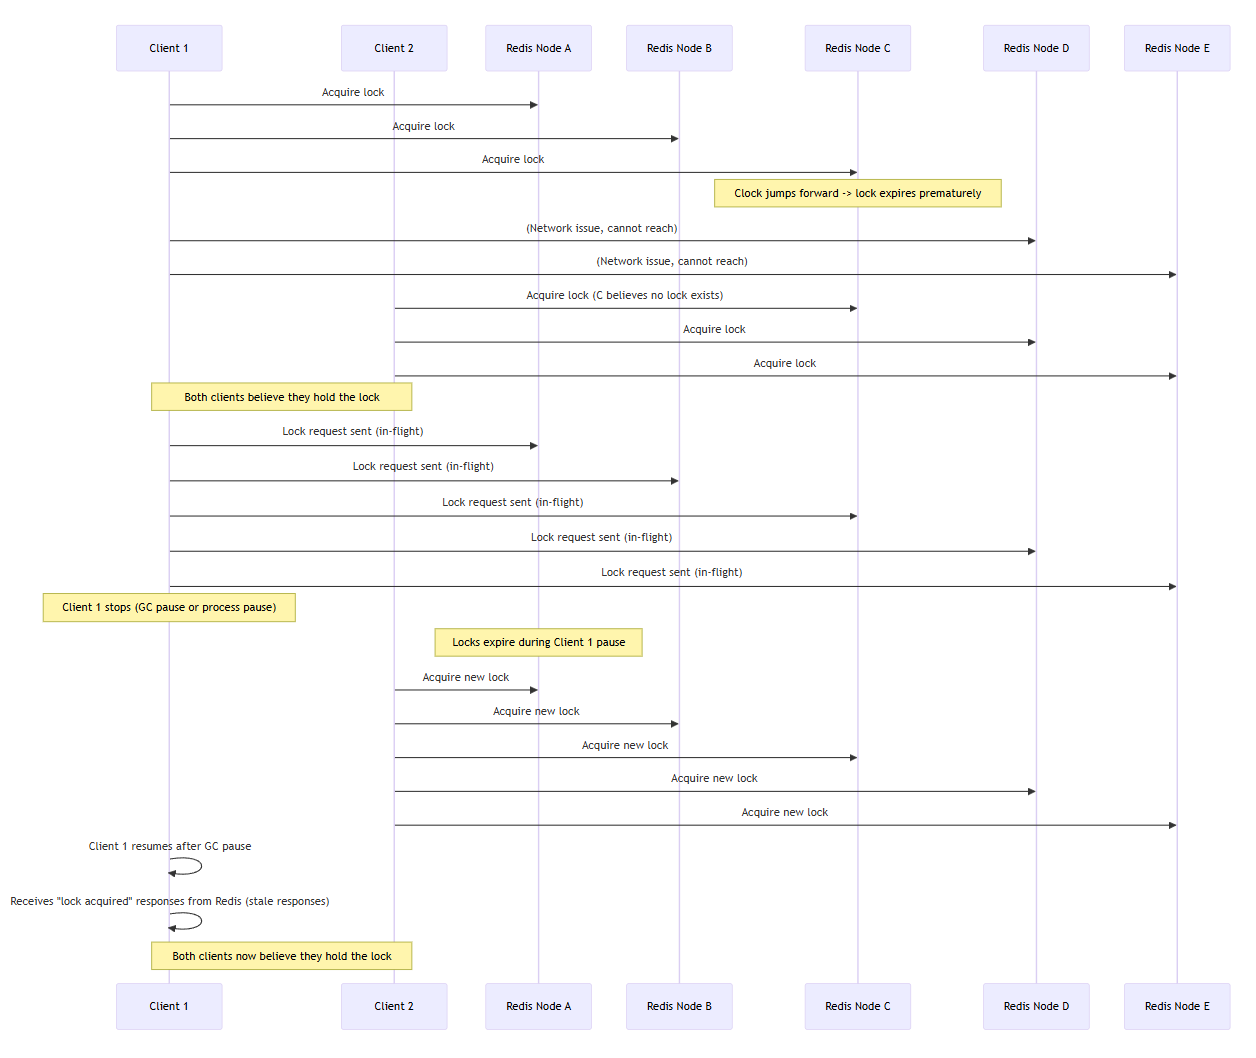 Client 1
Client 2
Redis Node A
Redis Node B
Redis Node C
Redis Node D
Redis Node E
Acquire lock
Acquire lock
Acquire lock
Clock jumps forward -> lock expires prematurely
(Network issue, cannot reach)
(Network issue, cannot reach)
Acquire lock (C believes no lock exists)
Acquire lock
Acquire lock
Both clients believe they hold the lock
Lock request sent (in-flight)
Lock request sent (in-flight)
Lock request sent (in-flight)
Lock request sent (in-flight)
Lock request sent (in-flight)
Client 1 stops (GC pause or process pause)
Locks expire during Client 1 pause
Acquire new lock
Acquire new lock
Acquire new lock
Acquire new lock
Acquire new lock
Client 1 resumes after GC pause
Receives "lock acquired" responses from Redis (stale responses)
Both clients now believe they hold the lock
Client 1
Client 2
Redis Node A
Redis Node B
Redis Node C
Redis Node D
Redis Node E